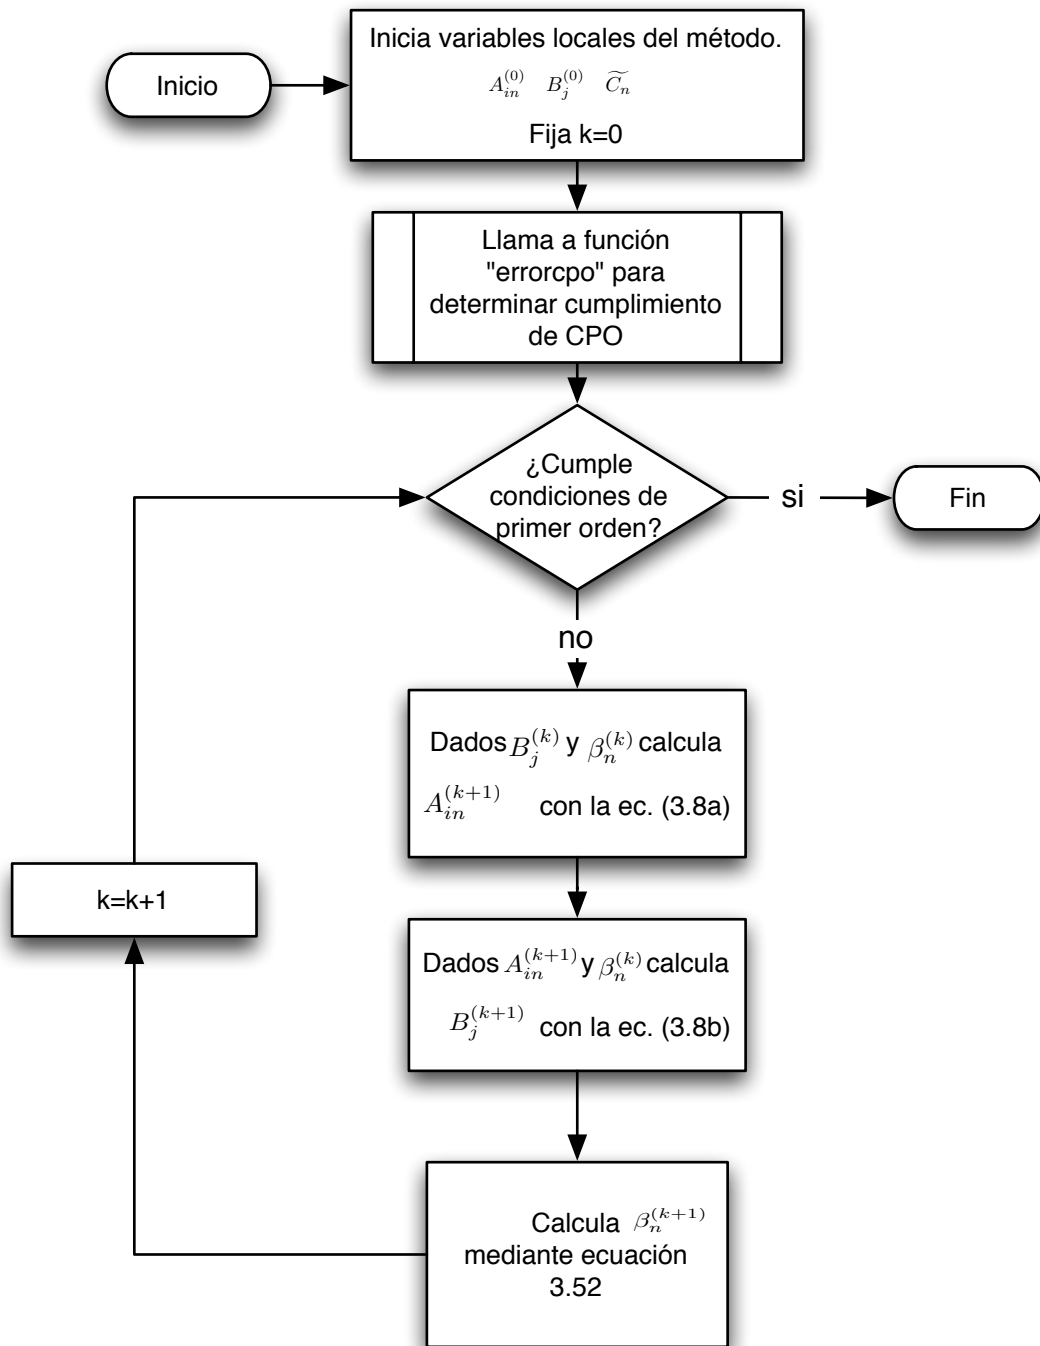 Inicio
Inicia variables locales del método.
$A_{in}^{(0)}$ $B_j^{(0)}$ $\widetilde{C_n}$
Fija k=0
Llama a función
"errorcpo" para
determinar cumplimiento
de CPO
¿Cumple
condiciones de
primer orden?
si
Fin
no
Dados $B_j^{(k)}$ y $\beta_n^{(k)}$ calcula
$A_{in}^{(k+1)}$ con la ec. (3.8a)
Dados $A_{in}^{(k+1)}$ y $\beta_n^{(k)}$ calcula
$B_j^{(k+1)}$ con la ec. (3.8b)
Calcula $\beta_n^{(k+1)}$
mediante ecuación
3.52
k=k+1